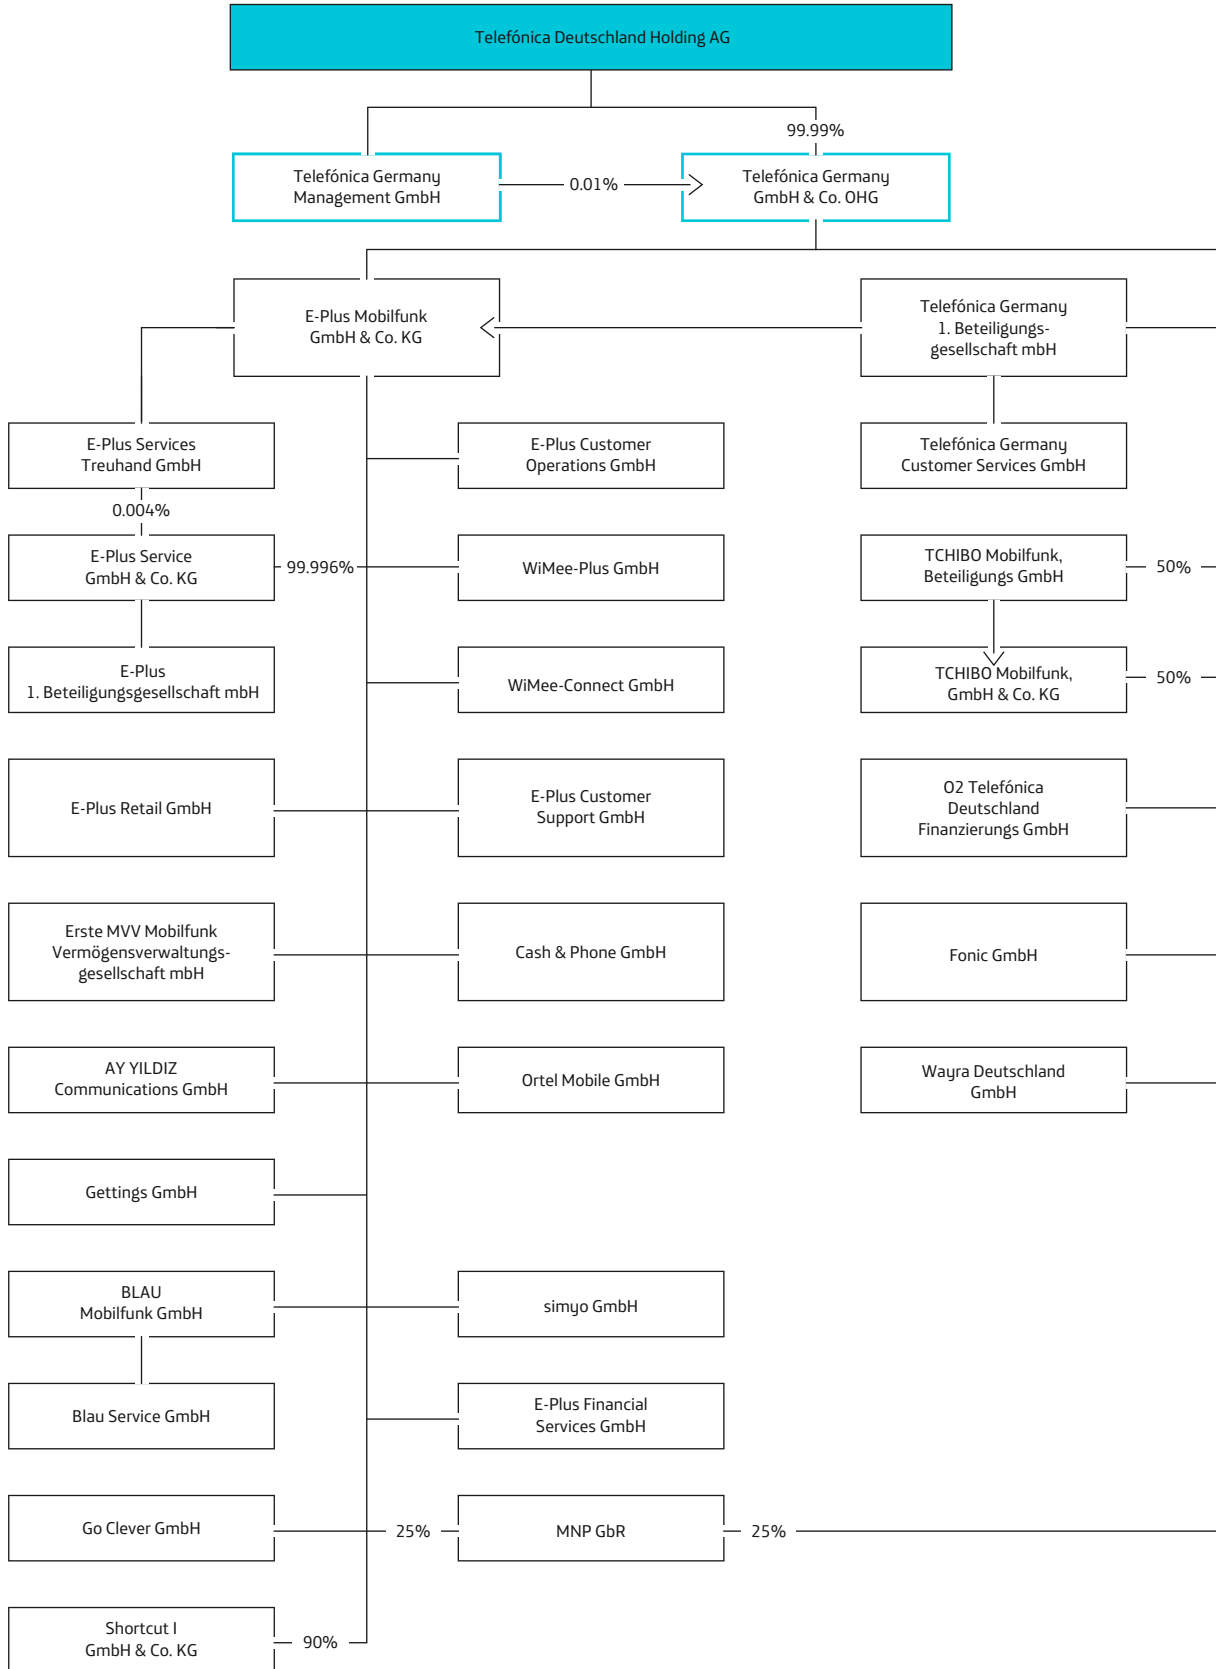 Telefónica Deutschland Holding AG
99.99%
Telefónica Germany
Management GmbH
0.01%
Telefónica Germany
GmbH & Co. OHG
E-Plus Mobilfunk
GmbH & Co. KG
Telefónica Germany
1. Beteiligungs-
gesellschaft mbH
E-Plus Services
Treuhand GmbH
E-Plus Customer
Operations GmbH
Telefónica Germany
Customer Services GmbH
0.004%
E-Plus Service
GmbH & Co. KG
99.996%
WiMee-Plus GmbH
TCHIBO Mobilfunk,
Beteiligungs GmbH
50%
E-Plus
1. Beteiligungsgesellschaft mbH
WiMee-Connect GmbH
TCHIBO Mobilfunk,
GmbH & Co. KG
50%
E-Plus Retail GmbH
E-Plus Customer
Support GmbH
O2 Telefónica
Deutschland
Finanzierungs GmbH
Erste MVV Mobilfunk
Vermögensverwaltungs-
gesellschaft mbH
Cash & Phone GmbH
Fonic GmbH
AY YILDIZ
Communications GmbH
Ortel Mobile GmbH
Wayra Deutschland
GmbH
Gettings GmbH
BLAU
Mobilfunk GmbH
simyo GmbH
Blau Service GmbH
E-Plus Financial
Services GmbH
Go Clever GmbH
25%
MNP GbR
25%
Shortcut I
GmbH & Co. KG
90%